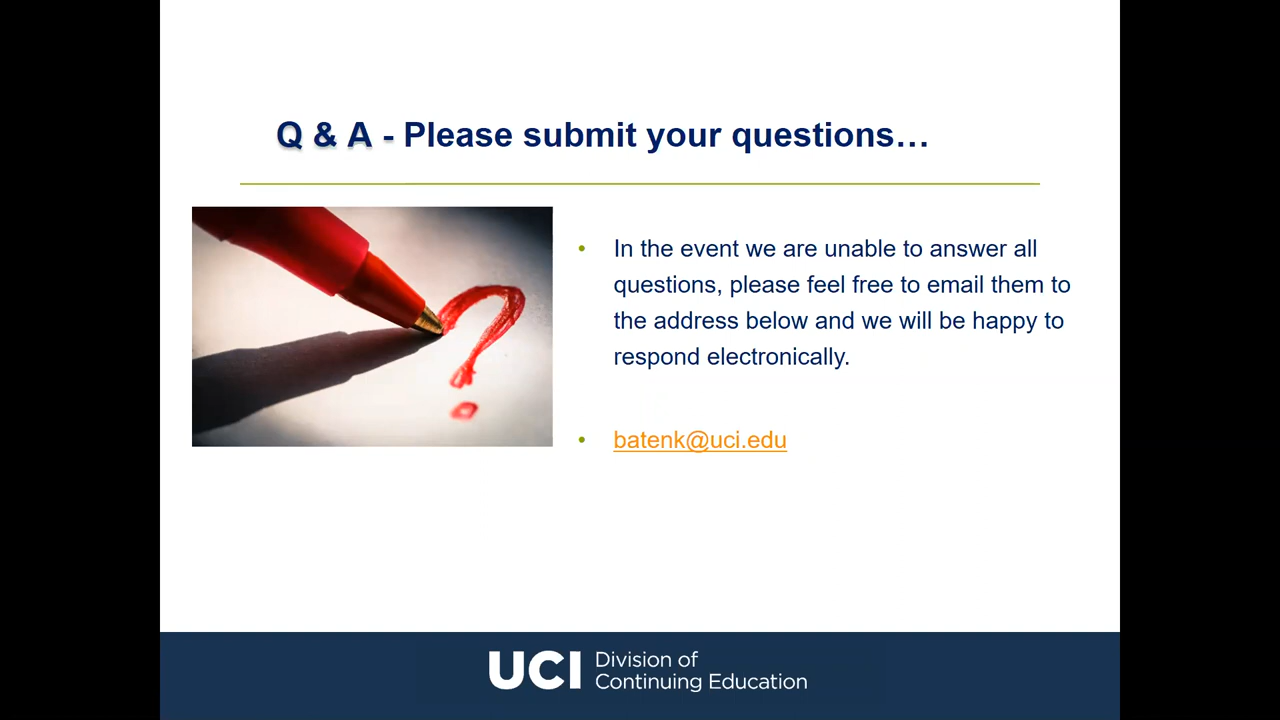 Q & A - Please submit your questions…
In the event we are unable to answer all
questions, please feel free to email them to
the address below and we will be happy to
respond electronically.
batenk@uci.edu
UCI Division of
Continuing Education